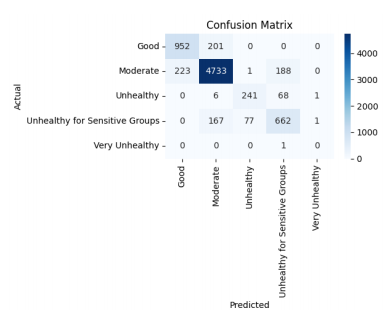 Confusion Matrix
Actual
Good 952 201 0 0 0
Moderate 223 4733 1 188 0
Unhealthy 0 6 241 68 1
Unhealthy for Sensitive Groups 0 167 77 662 1
Very Unhealthy 0 0 0 1 0
Good
Moderate
Unhealthy
Unhealthy for Sensitive Groups
Very Unhealthy
Predicted
4000
3000
2000
1000
0